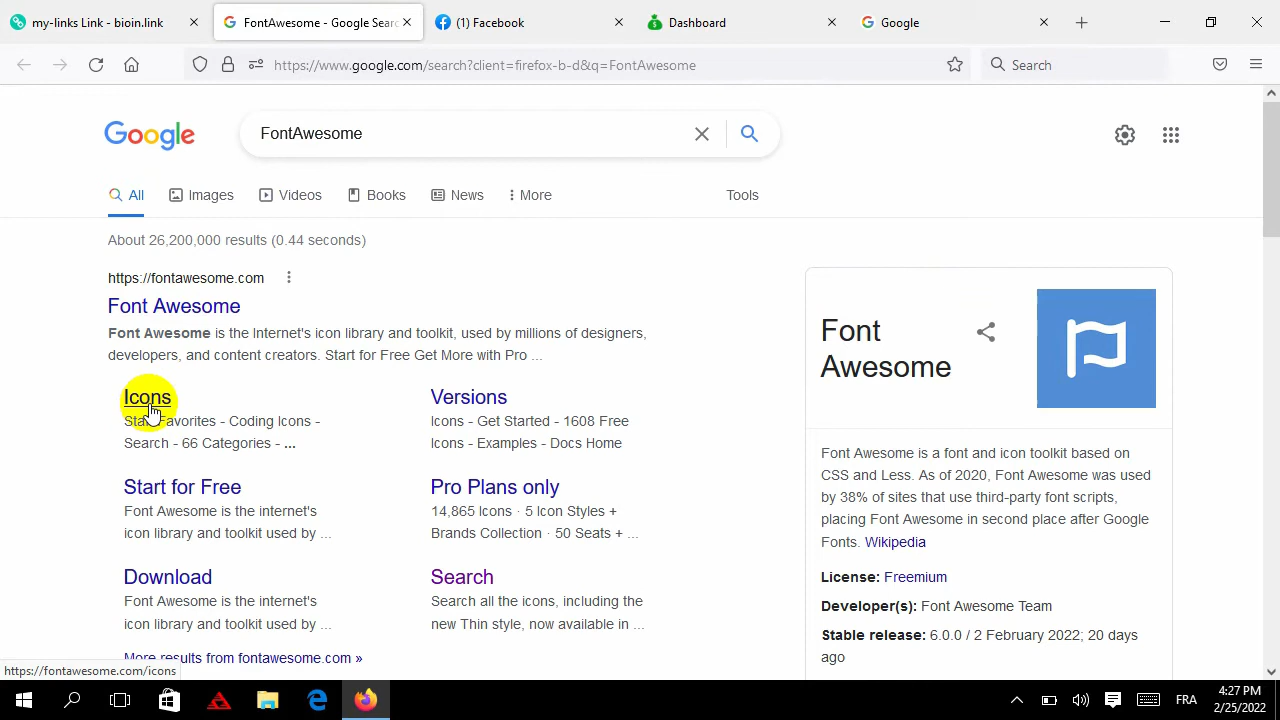 my-links Link - bioin.link
FontAwesome - Google Searc
(1) Facebook
Dashboard
Google
https://www.google.com/search?client=firefox-b-d&q=FontAwesome
Search
Google
FontAwesome
All
Images
Videos
Books
News
More
Tools
About 26,200,000 results (0.44 seconds)
https://fontawesome.com
Font Awesome
Font Awesome is the Internet's icon library and toolkit, used by millions of designers,
developers, and content creators. Start for Free Get More with Pro ...
Icons
Favorites - Coding Icons -
Search - 66 Categories - ...
Versions
Icons - Get Started - 1608 Free
Icons - Examples - Docs Home
Start for Free
Font Awesome is the internet's
icon library and toolkit used by ...
Pro Plans only
14,865 Icons · 5 Icon Styles +
Brands Collection · 50 Seats + ...
Download
Font Awesome is the internet's
icon library and toolkit used by ...
Search
Search all the icons, including the
new Thin style, now available in ...
More results from fontawesome.com »
Font
Awesome
Font Awesome is a font and icon toolkit based on
CSS and Less. As of 2020, Font Awesome was used
by 38% of sites that use third-party font scripts,
placing Font Awesome in second place after Google
Fonts. Wikipedia
License: Freemium
Developer(s): Font Awesome Team
Stable release: 6.0.0 / 2 February 2022; 20 days
ago
https://fontawesome.com/icons
FRA
4:27 PM
2/25/2022